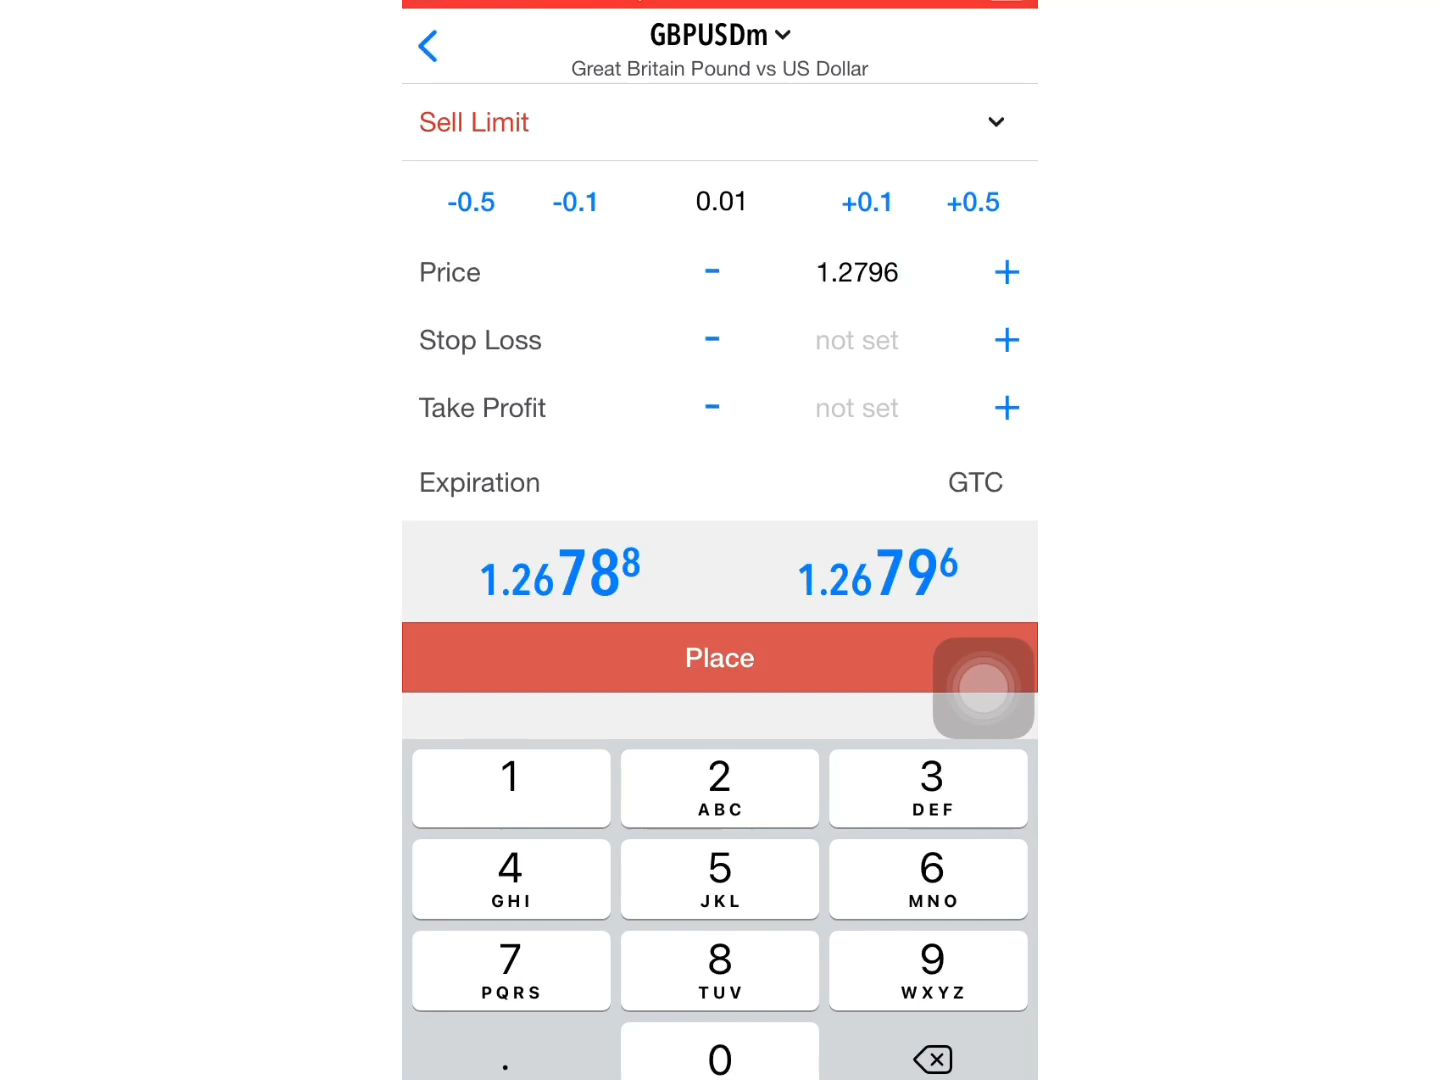 GBPUSDm
Great Britain Pound vs US Dollar
Sell Limit
-0.5 -0.1 0.01 +0.1 +0.5
Price - 1.2796 +
Stop Loss - not set +
Take Profit - not set +
Expiration GTC
1.26788 1.26796
Place
1 2 3
ABC DEF
4 5 6
GHI JKL MNO
7 8 9
PQRS TUV WXYZ
. 0